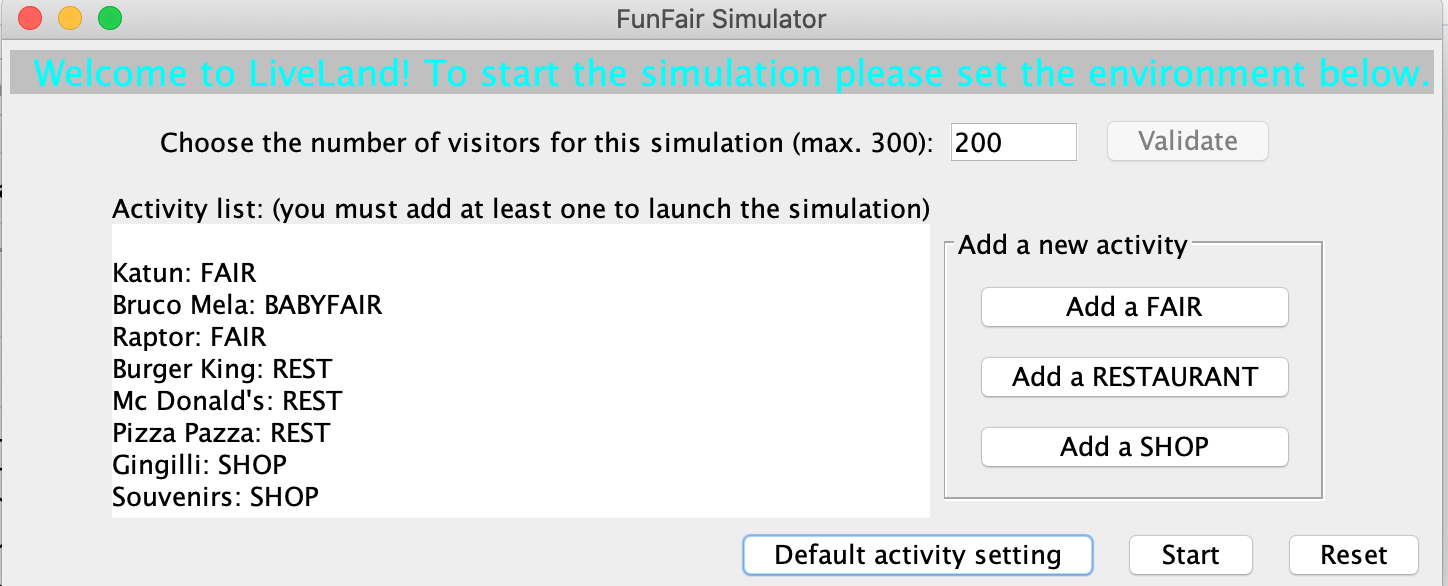 FunFair Simulator
Welcome to LiveLand! To start the simulation please set the environment below.
Choose the number of visitors for this simulation (max. 300): 200 Validate
Activity list: (you must add at least one to launch the simulation)
Katun: FAIR
Bruco Mela: BABYFAIR
Raptor: FAIR
Burger King: REST
Mc Donald's: REST
Pizza Pazza: REST
Gingilli: SHOP
Souvenirs: SHOP
Add a new activity
Add a FAIR
Add a RESTAURANT
Add a SHOP
Default activity setting Start Reset